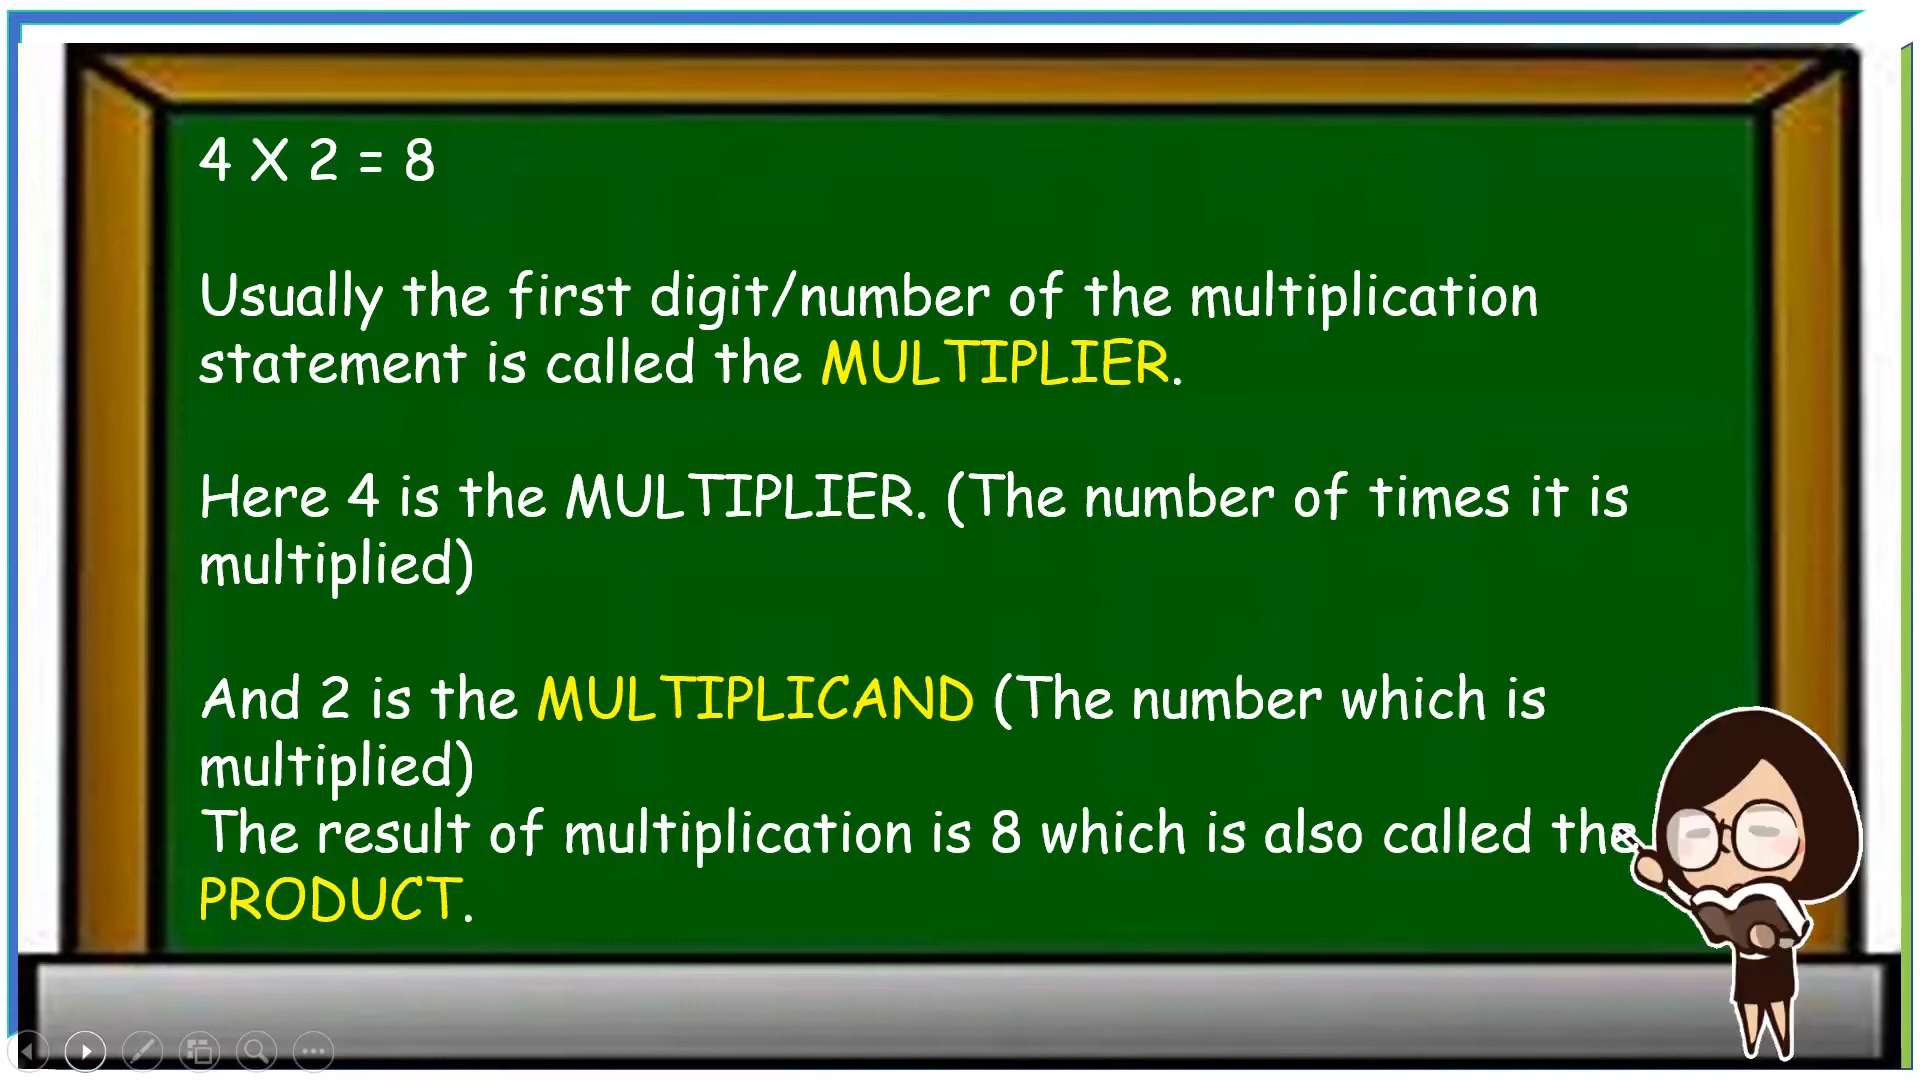 4 X 2 = 8
Usually the first digit/number of the multiplication
statement is called the MULTIPLIER.
Here 4 is the MULTIPLIER. (The number of times it is
multiplied)
And 2 is the MULTIPLICAND (The number which is
multiplied)
The result of multiplication is 8 which is also called the
PRODUCT.